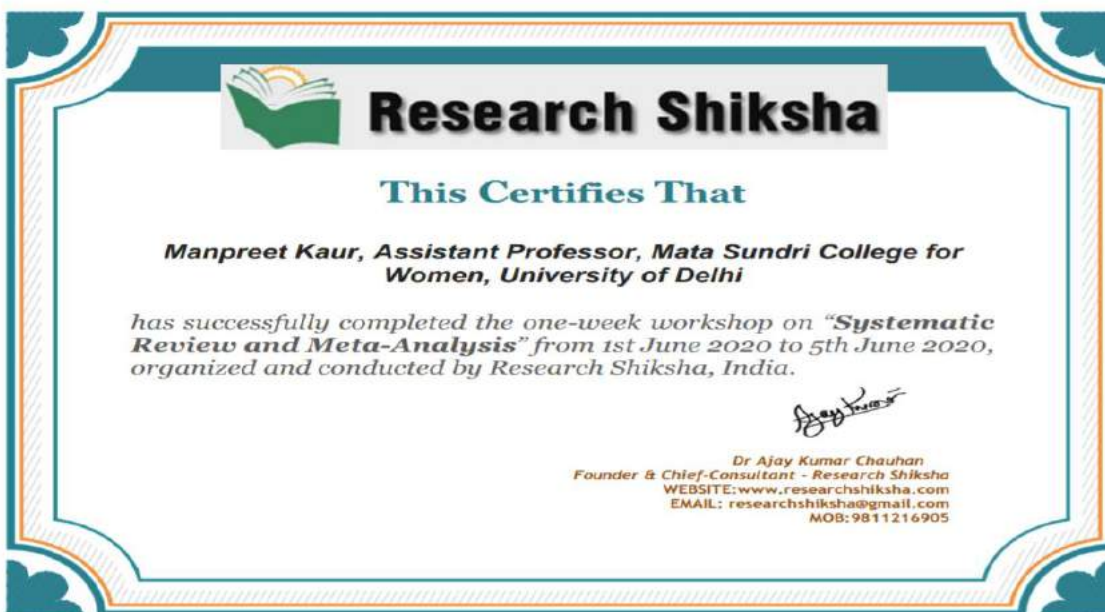 Research Shiksha
This Certifies That
Manpreet Kaur, Assistant Professor, Mata Sundri College for
Women, University of Delhi
has successfully completed the one-week workshop on “Systematic
Review and Meta-Analysis” from 1st June 2020 to 5th June 2020,
organized and conducted by Research Shiksha, India.
Ajay Kumar
Dr Ajay Kumar Chauhan
Founder & Chief-Consultant - Research Shiksha
WEBSITE:www.researchshiksha.com
EMAIL: researchshiksha@gmail.com
MOB:9811216905